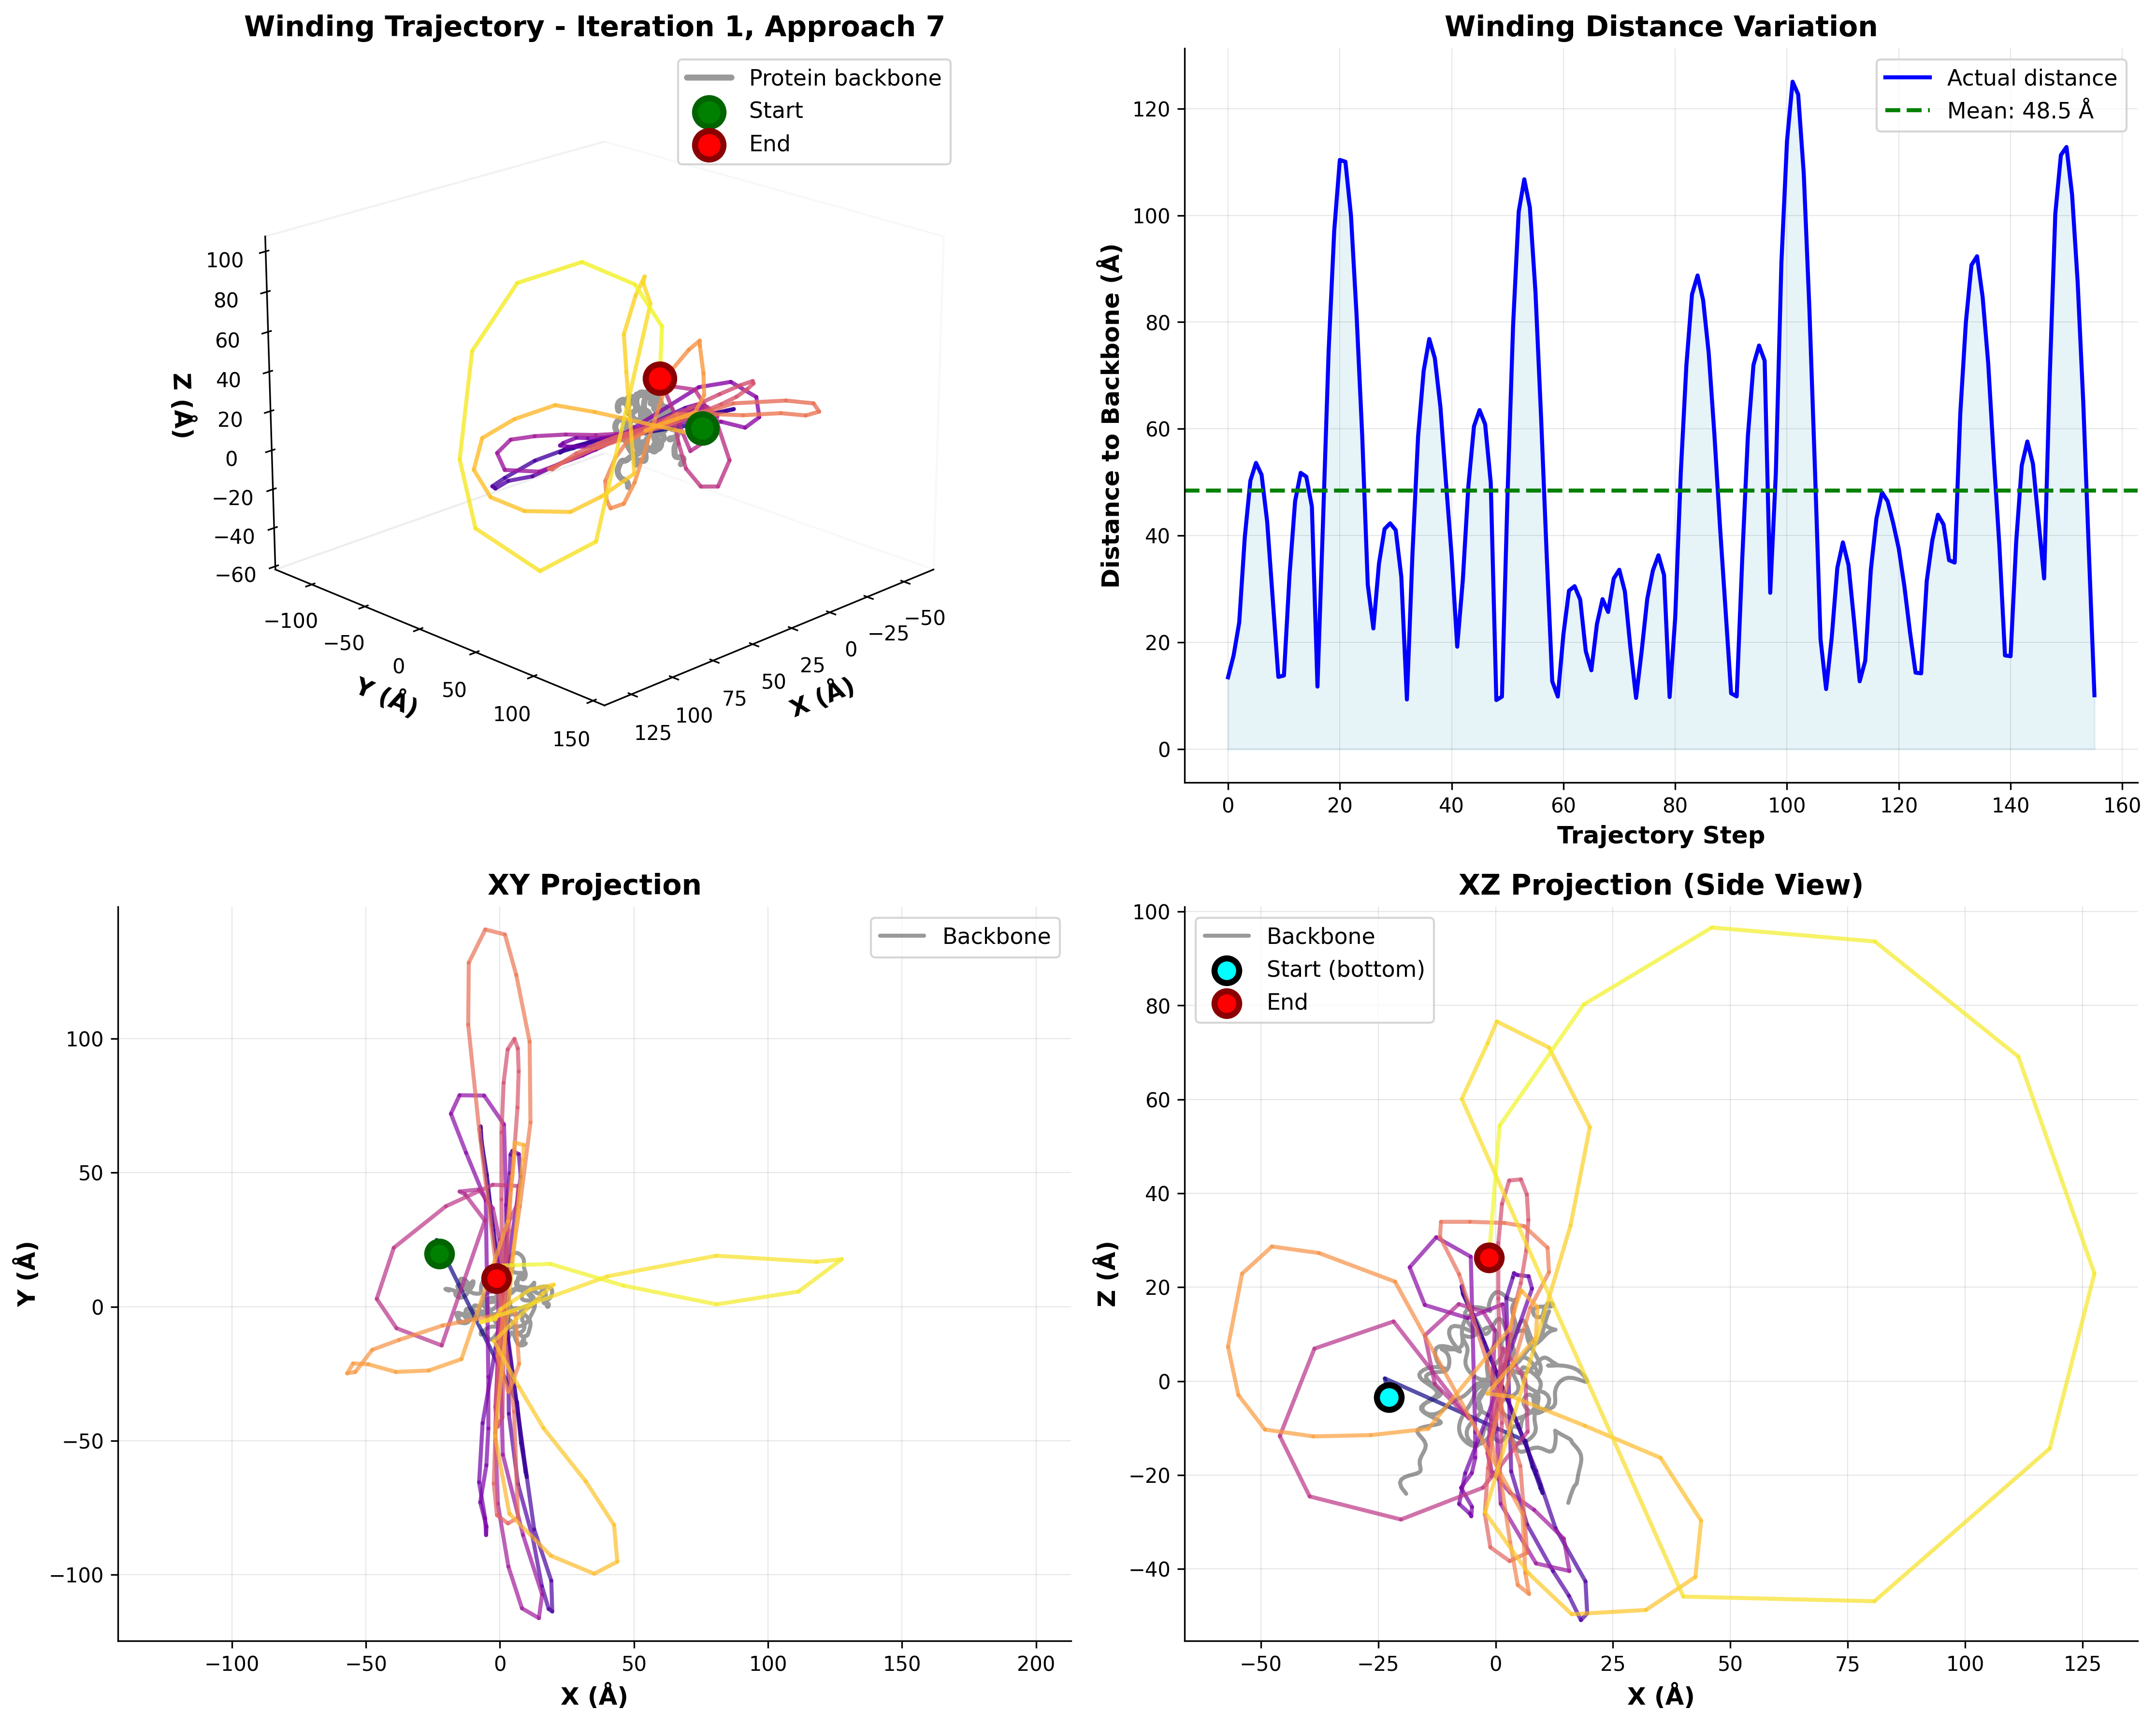 Winding Trajectory - Iteration 1, Approach 7
Protein backbone
Start
End
100
80
60
40
20
0
−20
−40
−60
Z (Å)
−100
−50
0
50
100
150
Y (Å)
125
100
75
50
25
0
−25
−50
X (Å)
Winding Distance Variation
Actual distance
Mean: 48.5 Å
120
100
80
60
40
20
0
Distance to Backbone (Å)
0 20 40 60 80 100 120 140 160
Trajectory Step
XY Projection
Backbone
100
50
0
−50
−100
Y (Å)
−100 −50 0 50 100 150 200
X (Å)
XZ Projection (Side View)
Backbone
Start (bottom)
End
100
80
60
40
20
0
−20
−40
Z (Å)
−50 −25 0 25 50 75 100 125
X (Å)